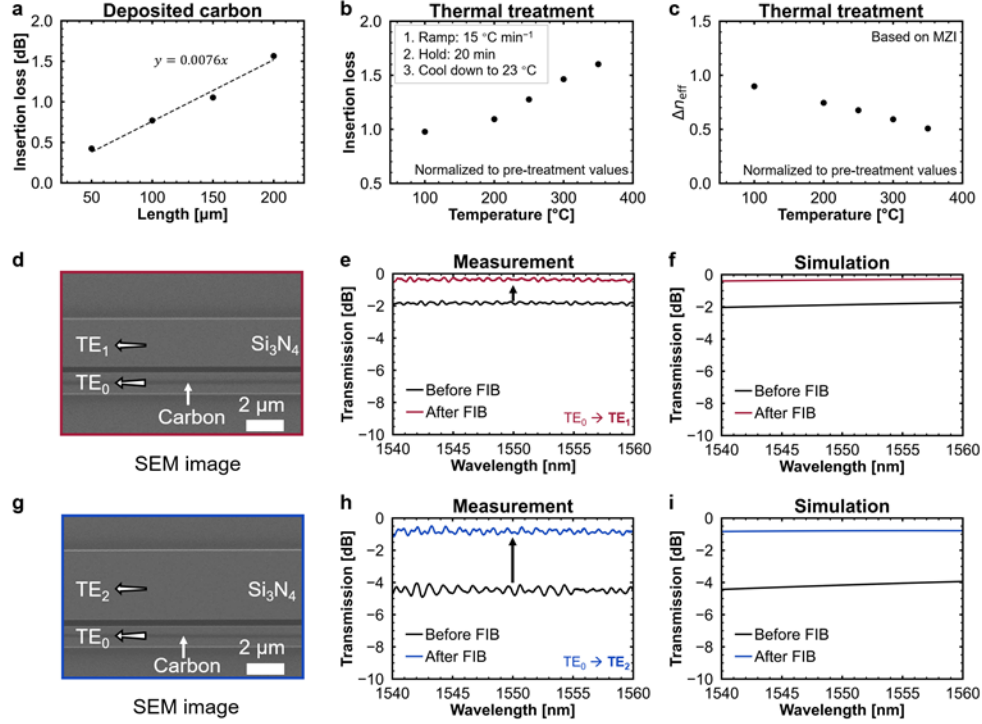 a Deposited carbon
Insertion loss [dB]
2.0
1.5
1.0
0.5
0.0
y = 0.0076x
50 100 150 200
Length [µm]
b Thermal treatment
Insertion loss
2.0
1.5
1.0
0.5
1. Ramp: 15 °C min⁻¹
2. Hold: 20 min
3. Cool down to 23 °C
Normalized to pre-treatment values
100 200 300 400
Temperature [°C]
c Thermal treatment
Δneff
1.5
1.0
0.5
0.0
Based on MZI
Normalized to pre-treatment values
100 200 300 400
Temperature [°C]
d
TE₁
Si₃N₄
TE₀
Carbon
2 µm
SEM image
e Measurement
Transmission [dB]
0
−2
−4
−6
−8
−10
Before FIB
After FIB
TE₀ → TE₁
1540 1545 1550 1555 1560
Wavelength [nm]
f Simulation
Transmission [dB]
0
−2
−4
−6
−8
−10
Before FIB
After FIB
1540 1545 1550 1555 1560
Wavelength [nm]
g
TE₂
Si₃N₄
TE₀
Carbon
2 µm
SEM image
h Measurement
Transmission [dB]
0
−2
−4
−6
−8
−10
Before FIB
After FIB
TE₀ → TE₂
1540 1545 1550 1555 1560
Wavelength [nm]
i Simulation
Transmission [dB]
0
−2
−4
−6
−8
−10
Before FIB
After FIB
1540 1545 1550 1555 1560
Wavelength [nm]